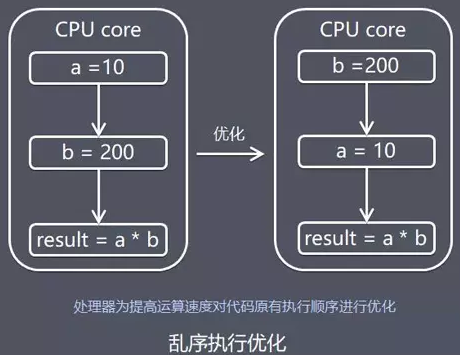 CPU core
a =10
b = 200
result = a * b
优化
CPU core
b =200
a = 10
result = a * b
处理器为提高运算速度对代码原有执行顺序进行优化
乱序执行优化